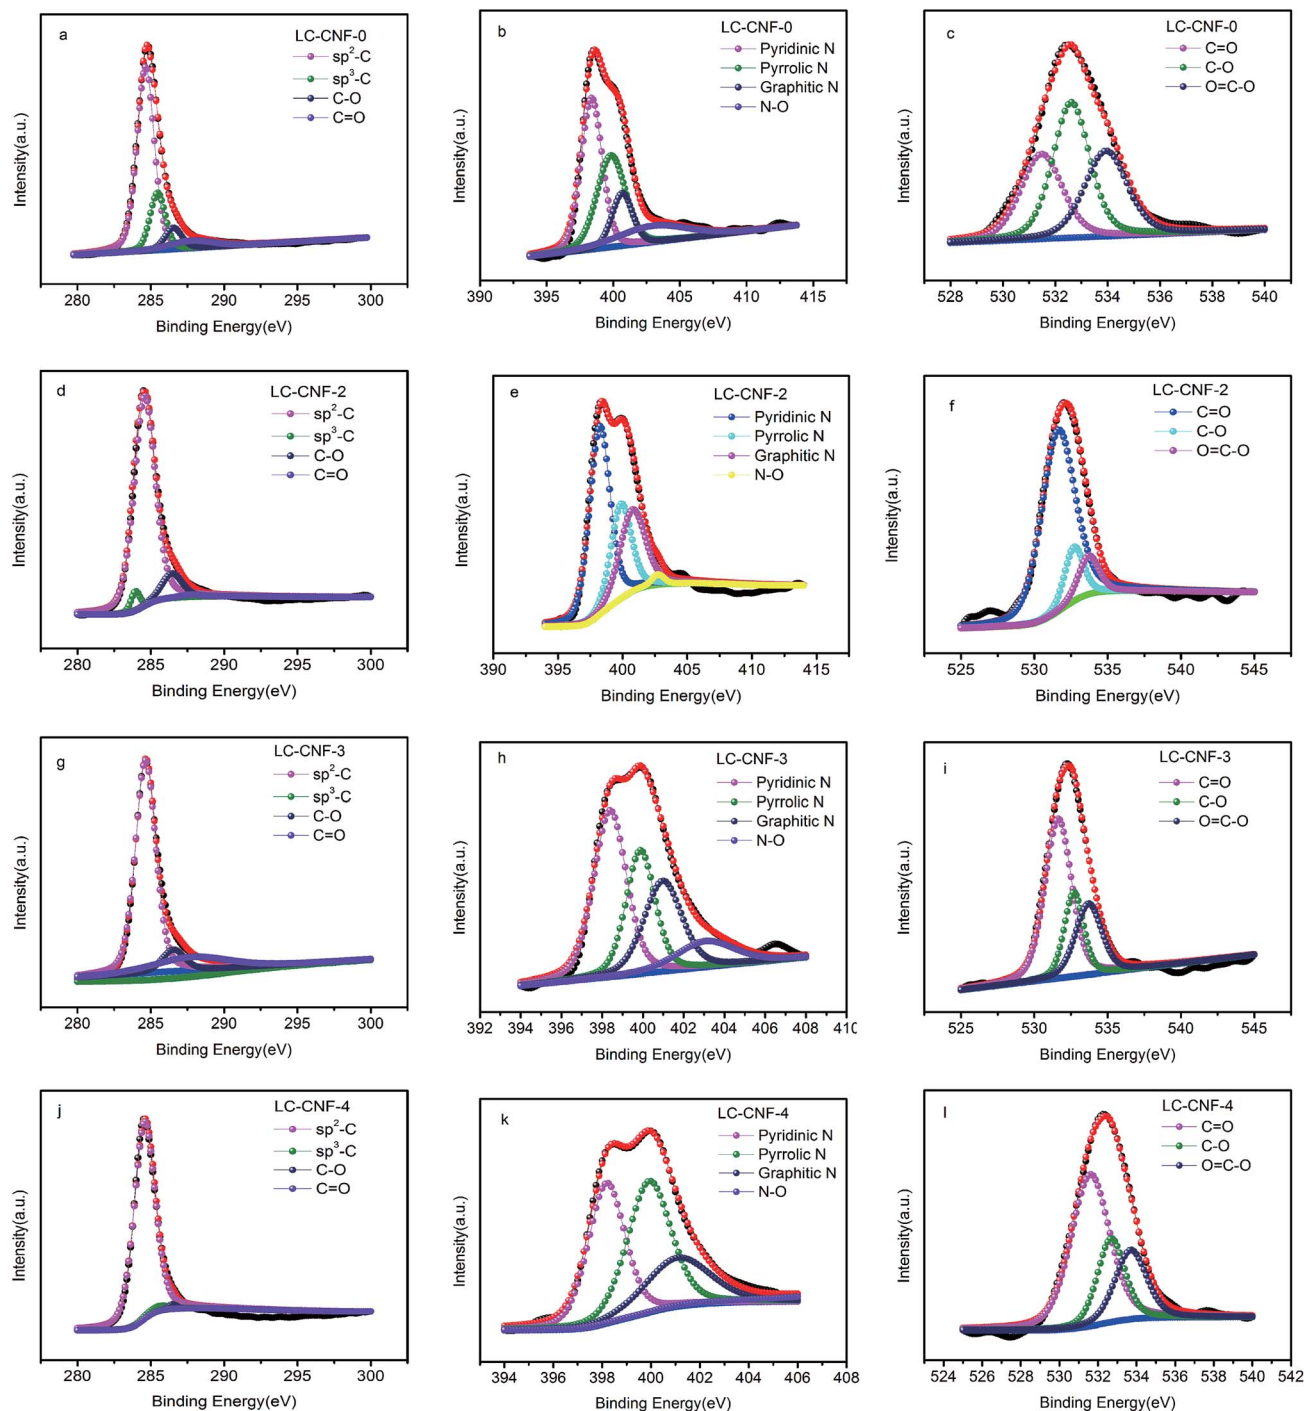 a
LC-CNF-0
sp²-C
sp³-C
C-O
C=O
Intensity(a.u.)
280 285 290 295 300
Binding Energy(eV)
b
LC-CNF-0
Pyridinic N
Pyrrolic N
Graphitic N
N-O
Intensity(a.u.)
390 395 400 405 410 415
Binding Energy(eV)
c
LC-CNF-0
C=O
C-O
O=C-O
Intensity(a.u.)
528 530 532 534 536 538 540
Binding Energy(eV)
d
LC-CNF-2
sp²-C
sp³-C
C-O
C=O
Intensity(a.u.)
280 285 290 295 300
Binding Energy(eV)
e
LC-CNF-2
Pyridinic N
Pyrrolic N
Graphitic N
N-O
Intensity(a.u.)
390 395 400 405 410 415
Binding Energy(eV)
f
LC-CNF-2
C=O
C-O
O=C-O
Intensity(a.u.)
525 530 535 540 545
Binding Energy(eV)
g
LC-CNF-3
sp²-C
sp³-C
C-O
C=O
Intensity(a.u.)
280 285 290 295 300
Binding Energy(eV)
h
LC-CNF-3
Pyridinic N
Pyrrolic N
Graphitic N
N-O
Intensity(a.u.)
392 394 396 398 400 402 404 406 408 410
Binding Energy(eV)
i
LC-CNF-3
C=O
C-O
O=C-O
Intensity(a.u.)
525 530 535 540 545
Binding Energy(eV)
j
LC-CNF-4
sp²-C
sp³-C
C-O
C=O
Intensity(a.u.)
280 285 290 295 300
Binding Energy(eV)
k
LC-CNF-4
Pyridinic N
Pyrrolic N
Graphitic N
N-O
Intensity(a.u.)
394 396 398 400 402 404 406 408
Binding Energy(eV)
l
LC-CNF-4
C=O
C-O
O=C-O
Intensity(a.u.)
524 526 528 530 532 534 536 538 540 542
Binding Energy(eV)